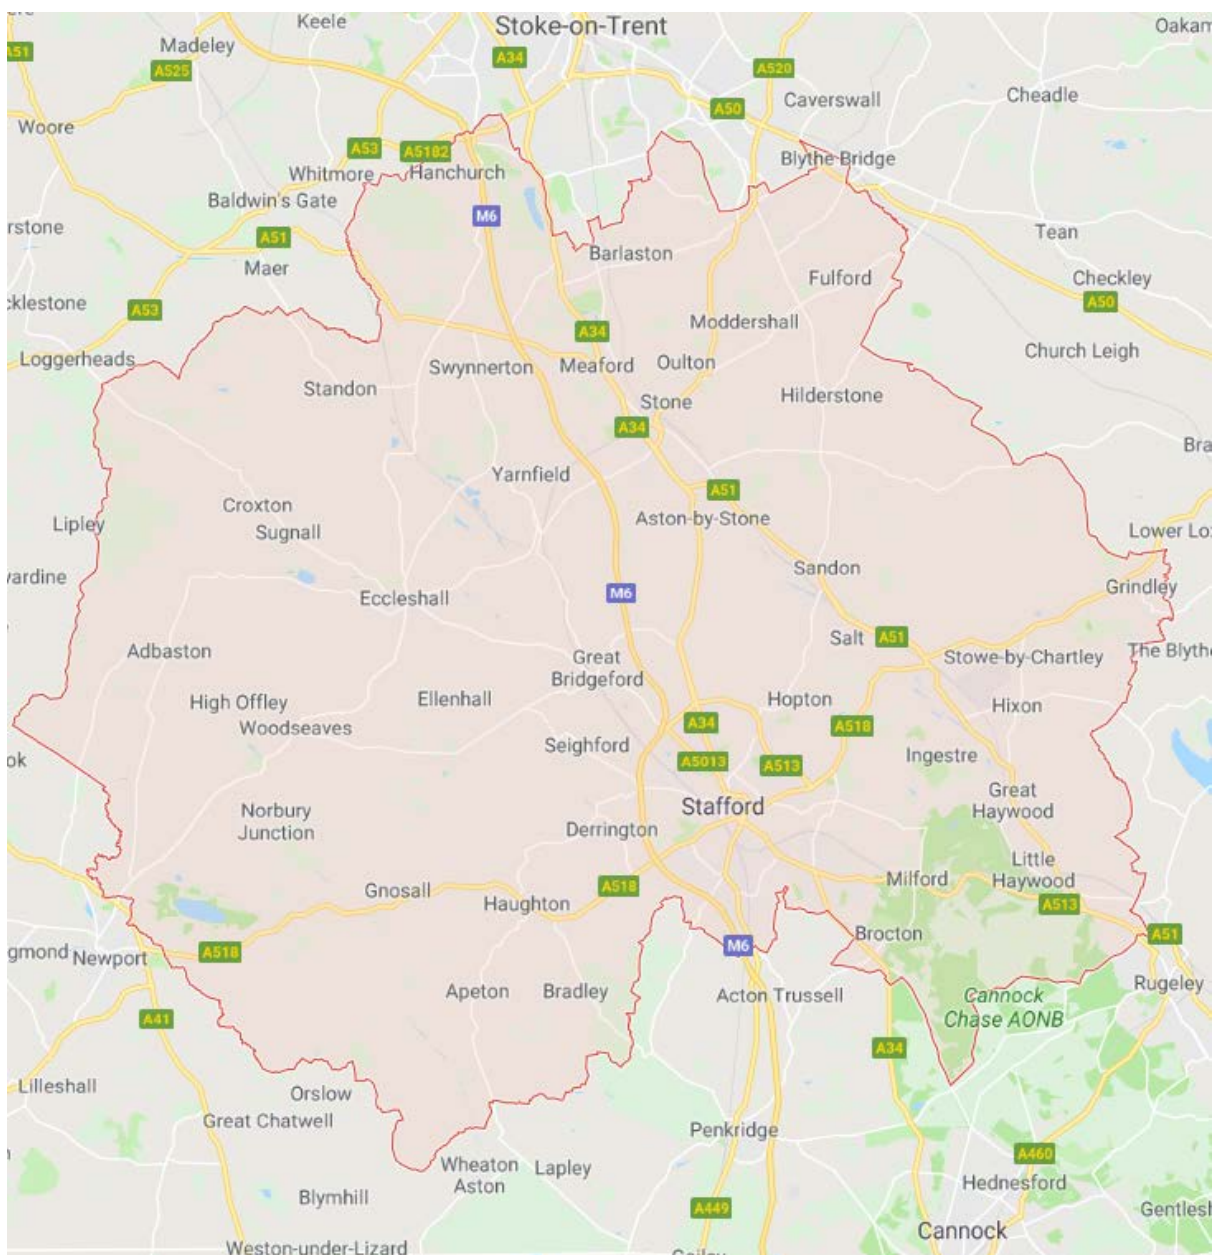 Keele
Stoke-on-Trent
Oakam
A51
Madeley
A34
A525
A520
Caverswall
Cheadle
A50
Woore
A53
A5182
Blythe Bridge
Whitmore
Hanchurch
Baldwin's Gate
M6
rstone
A51
Tean
Maer
Barlaston
Fulford
Checkley
cklestone
A53
A50
Moddershall
A34
Loggerheads
Swynnerton
Meaford
Oulton
Church Leigh
Standon
Stone
Hilderstone
A34
Bra
Yarnfield
A51
Croxton
Aston-by-Stone
Lipley
Sugnall
Lower Lo
Sandon
vardine
Grindley
Eccleshall
M6
Salt
A51
Adbaston
Great
Bridgeford
Stowe-by-Chartley
The Blythe
High Offley
Ellenhall
Hopton
Hixon
Woodseaves
A34
A518
Seighford
Ingestre
ok
A5013
A513
Great
Haywood
Norbury
Junction
Stafford
Derrington
Little
Haywood
Gnosall
A518
Milford
Haughton
A513
Brocton
A51
gmond
Newport
A518
M6
Rugeley
Apeton
Bradley
Acton Trussell
Cannock
Chase AONB
A41
A34
Lilleshall
Orslow
Great Chatwell
Penkridge
Wheaton
Aston
Lapley
A460
Hednesford
Blymhill
A449
Gentlesh
Cannock
Weston-under-Lizard